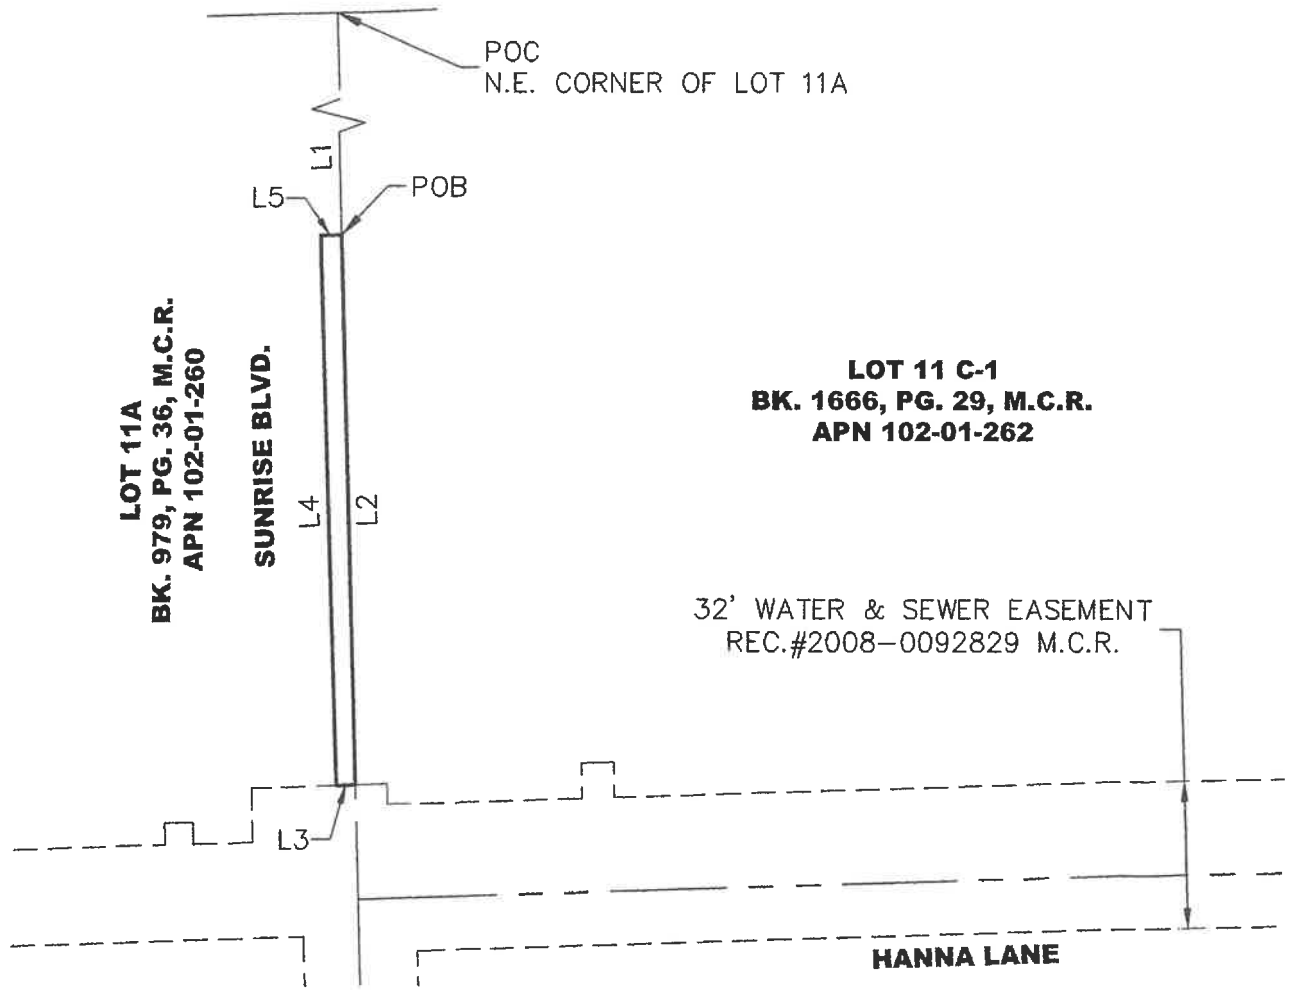 POC
N.E. CORNER OF LOT 11A
L1
L5
POB
LOT 11A
BK. 979, PG. 36, M.C.R.
APN 102-01-260
SUNRISE BLVD.
LOT 11 C-1
BK. 1666, PG. 29, M.C.R.
APN 102-01-262
L4
L2
32' WATER & SEWER EASEMENT
REC.#2008-0092829 M.C.R.
L3
HANNA LANE